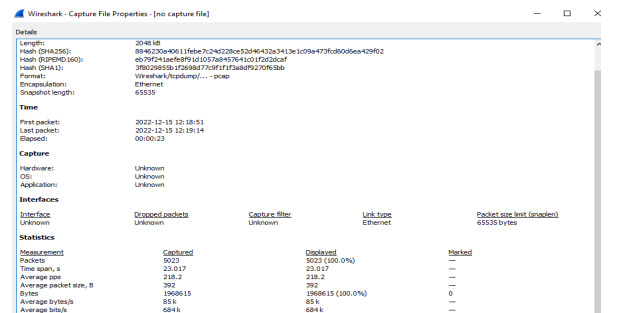 Wireshark · Capture File Properties · [no capture file]
Details
Length: 2048 kB
Hash (SHA256): 8846230a40611febe7c24d228ce52d46432a3413e1c09a473fcd60d6ea429f02
Hash (RIPEMD160): eb79f241aefe8f91d1057a8457641c01f2d2dcaf
Hash (SHA1): 3f8029855b1f2698d77c9f1f1f3a8df9270f65bb
Format: Wireshark/tcpdump/... - pcap
Encapsulation: Ethernet
Snapshot length: 65535
Time
First packet: 2022-12-15 12:18:51
Last packet: 2022-12-15 12:19:14
Elapsed: 00:00:23
Capture
Hardware: Unknown
OS: Unknown
Application: Unknown
Interfaces
Interface Dropped packets Capture filter Link type Packet size limit (snaplen)
Unknown Unknown Unknown Ethernet 65535 bytes
Statistics
Measurement Captured Displayed Marked
Packets 5023 5023 (100.0%) —
Time span, s 23.017 23.017 —
Average pps 218.2 218.2 —
Average packet size, B 392 392 —
Bytes 1968615 1968615 (100.0%) 0
Average bytes/s 85 k 85 k —
Average bits/s 684 k 684 k —